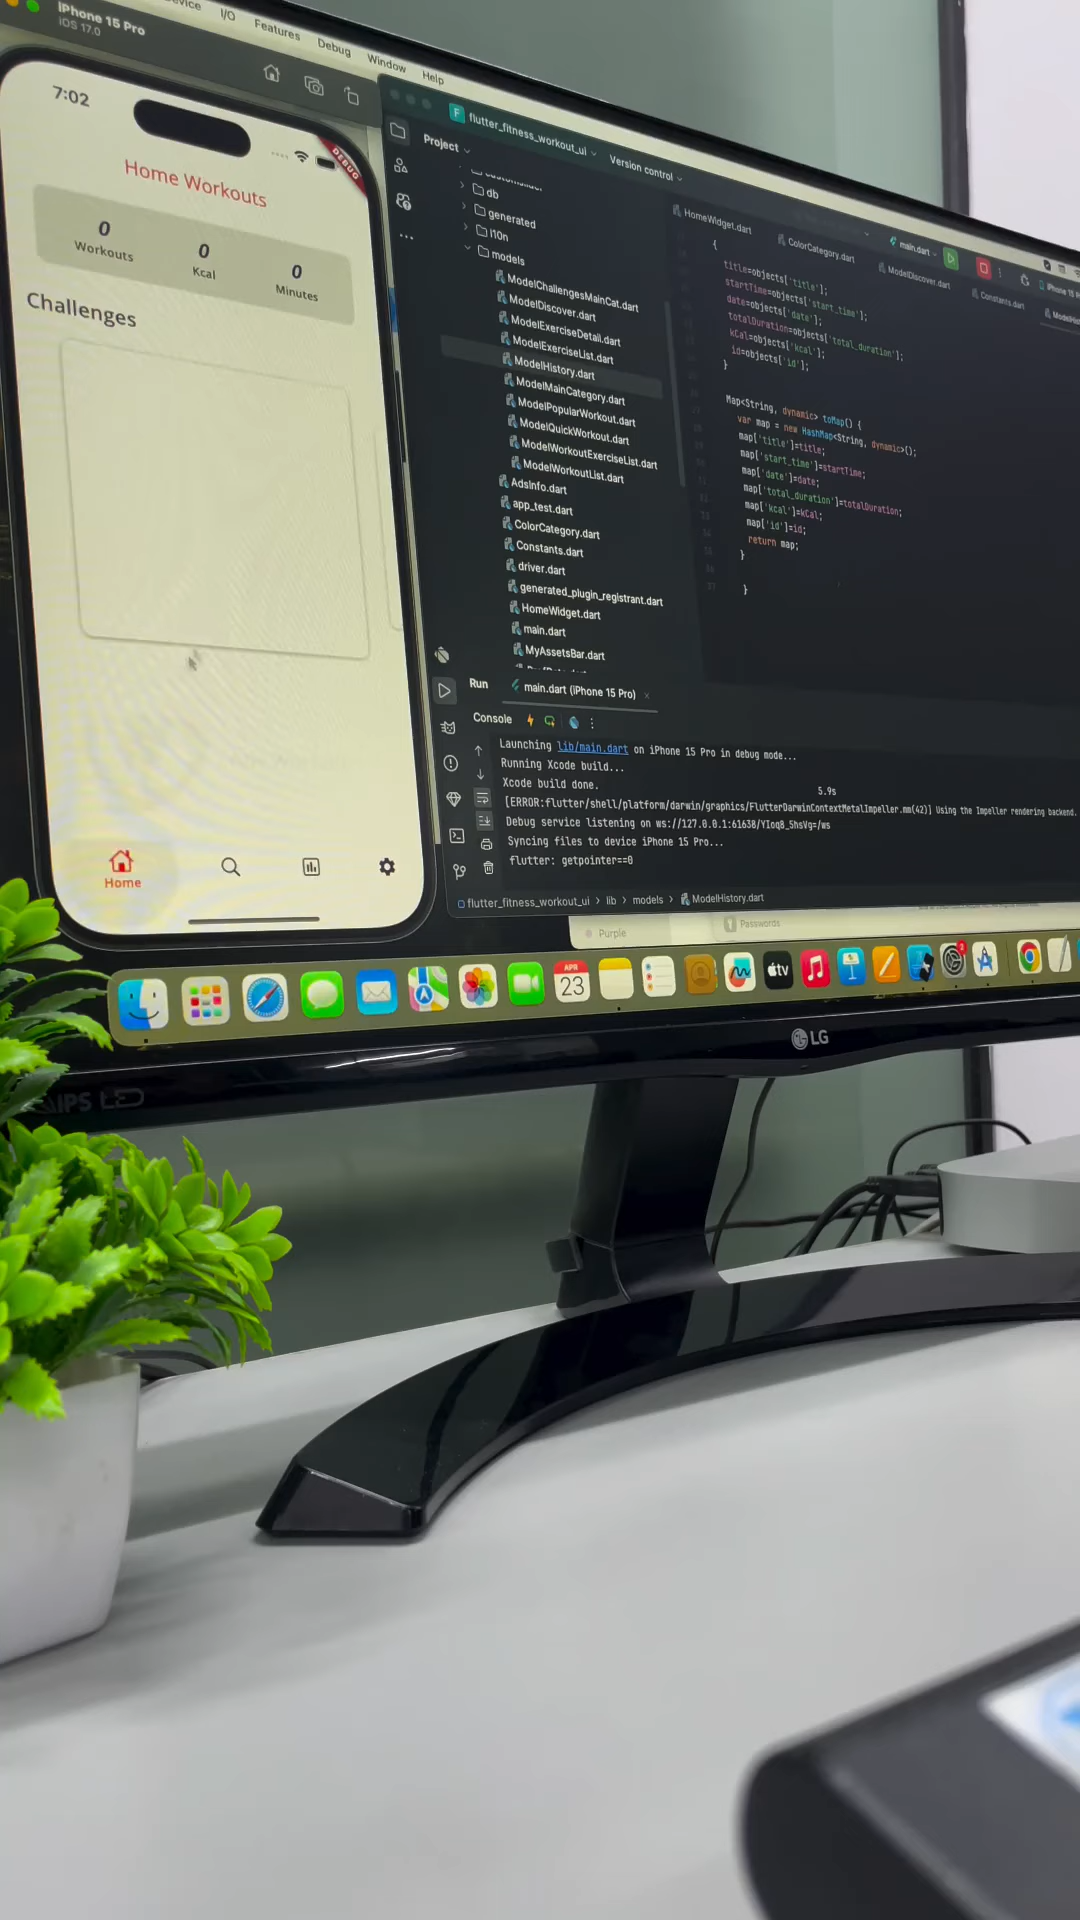 iPhone 15 Pro
iOS 17.0
I/O
Features
Debug
Window
Help
7:02
DEBUG
Home Workouts
0
Workouts
0
Kcal
0
Minutes
Challenges
Home
F
flutter_fitness_workout_ui
Version control
Project
db
generated
l10n
models
ModelChallengesMainCat.dart
ModelDiscover.dart
ModelExerciseDetail.dart
ModelExerciseList.dart
ModelHistory.dart
ModelMainCategory.dart
ModelPopularWorkout.dart
ModelQuickWorkout.dart
ModelWorkoutExerciseList.dart
ModelWorkoutList.dart
AdsInfo.dart
app_test.dart
ColorCategory.dart
Constants.dart
driver.dart
generated_plugin_registrant.dart
HomeWidget.dart
main.dart
MyAssetsBar.dart
main.dart
HomeWidget.dart
ColorCategory.dart
ModelDiscover.dart
Constants.dart
{
title=objects['title'];
startTime=objects['start_time'];
date=objects['date'];
totalDuration=objects['total_duration'];
kCal=objects['kcal'];
id=objects['id'];
}
Map<String, dynamic> toMap() {
var map = new HashMap<String, dynamic>();
map['title']=title;
map['start_time']=startTime;
map['date']=date;
map['total_duration']=totalDuration;
map['kcal']=kCal;
map['id']=id;
return map;
}
}
Run
main.dart (iPhone 15 Pro)
Console
Launching lib/main.dart on iPhone 15 Pro in debug mode...
Running Xcode build...
Xcode build done. 5.9s
[ERROR:flutter/shell/platform/darwin/graphics/FlutterDarwinContextMetalImpeller.mm(42)] Using the Impeller rendering backend.
Debug service listening on ws://127.0.0.1:61638/YIoq8_5hsVg=/ws
Syncing files to device iPhone 15 Pro...
flutter: getpointer==0
flutter_fitness_workout_ui > lib > models > ModelHistory.dart
Purple
Passwords
APR
23
tv
LG
IPS LED